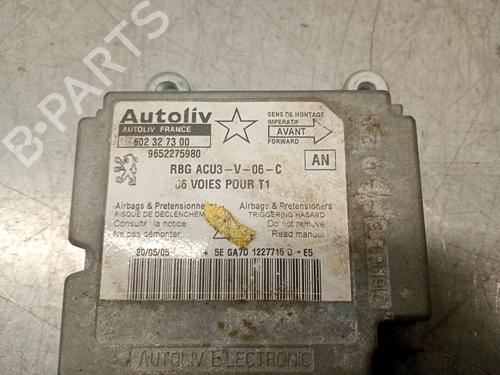 B-PARTS
Autoliv
AUTOLIV FRANCE
602 32 73 00
9652275980
SENS DE MONTAGE
IMPERATIF
AVANT
FORWARD
AN
RBG ACU3-V-06-C
06 VOIES POUR T1
Airbags & Pretensionneurs
RISQUE DE DECLENCHEMENT
Consulter la notice
Ne pas démonter
Airbags & Pretensioners
TRIGGERING HASARD
Do not remove
Read manual
20/05/05 + 5E GA7D 1227715 D - E5
AUTOLIV ELECTRONIC